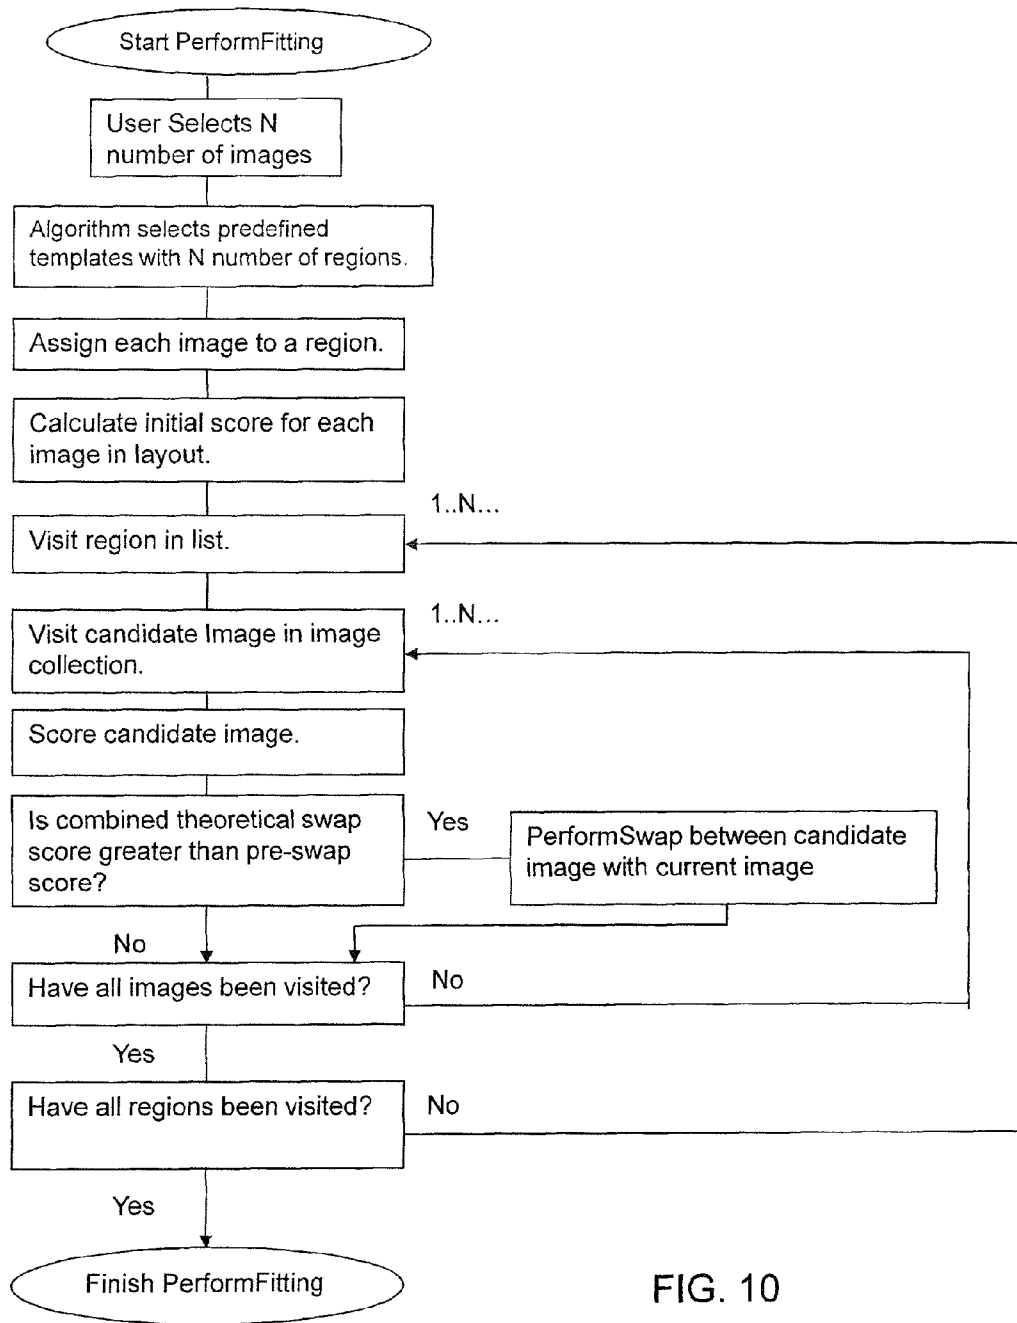 Start PerformFitting
User Selects N
number of images
Algorithm selects predefined
templates with N number of regions.
Assign each image to a region.
Calculate initial score for each
image in layout.
1..N...
Visit region in list.
1..N...
Visit candidate Image in image
collection.
Score candidate image.
Is combined theoretical swap
score greater than pre-swap
score?
Yes
PerformSwap between candidate
image with current image
No
Have all images been visited?
No
Yes
Have all regions been visited?
No
Yes
Finish PerformFitting
FIG. 10